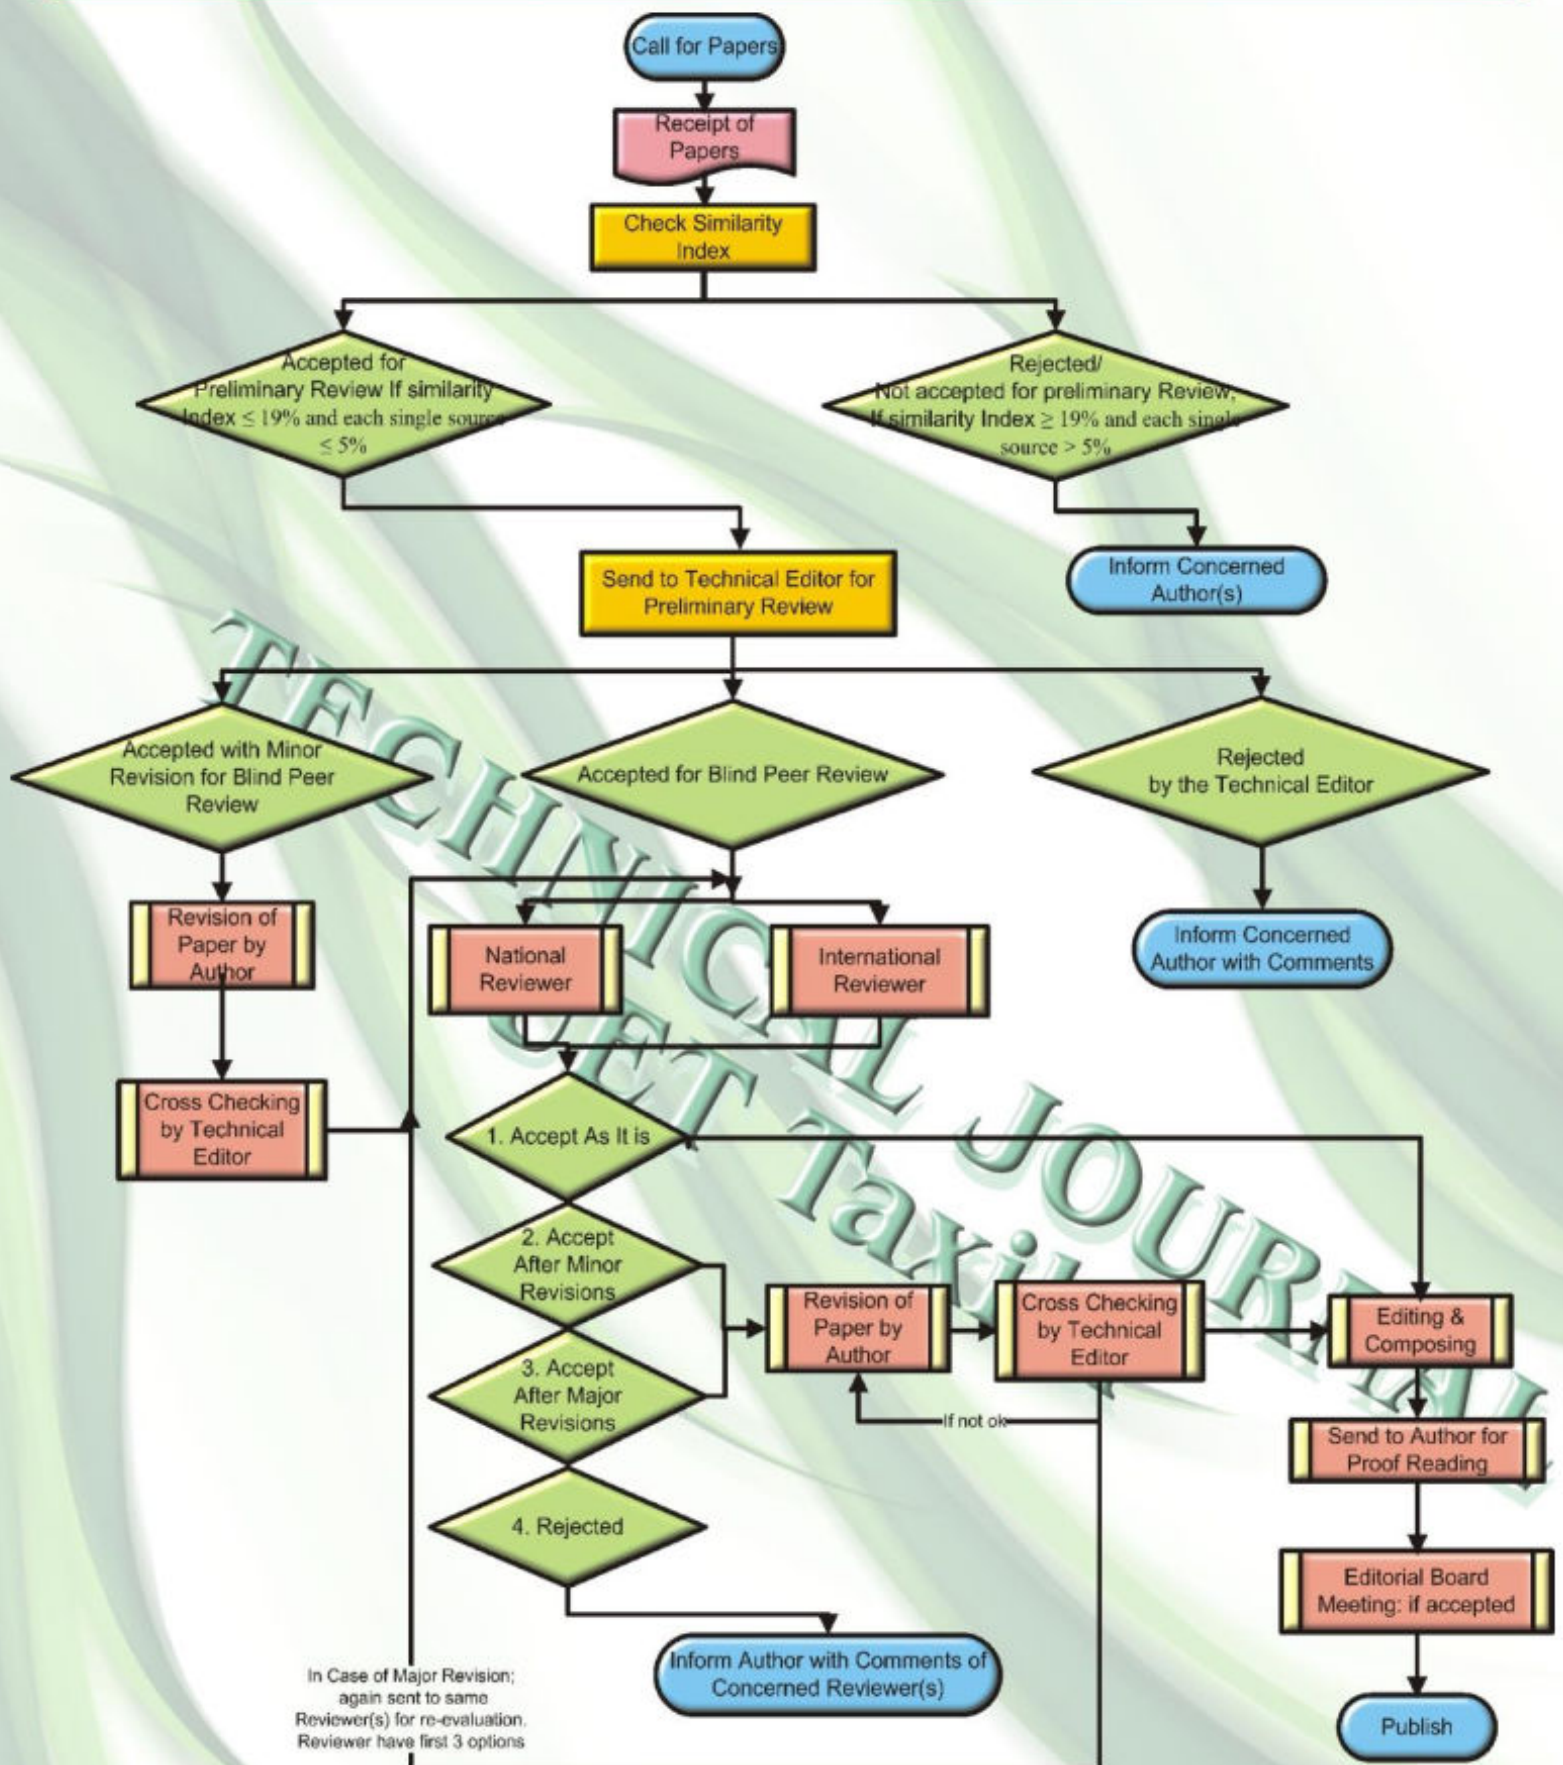 Call for Papers
Receipt of
Papers
Check Similarity
Index
Accepted for
Preliminary Review If similarity
Index ≤ 19% and each single source
≤ 5%
Rejected/
Not accepted for preliminary Review,
If similarity Index ≥ 19% and each single
source > 5%
Send to Technical Editor for
Preliminary Review
Inform Concerned
Author(s)
Accepted with Minor
Revision for Blind Peer
Review
Accepted for Blind Peer Review
Rejected
by the Technical Editor
Revision of
Paper by
Author
National
Reviewer
International
Reviewer
Inform Concerned
Author with Comments
Cross Checking
by Technical
Editor
1. Accept As It is
2. Accept
After Minor
Revisions
3. Accept
After Major
Revisions
4. Rejected
Revision of
Paper by
Author
Cross Checking
by Technical
Editor
Editing &
Composing
If not ok
Send to Author for
Proof Reading
Editorial Board
Meeting: if accepted
Inform Author with Comments of
Concerned Reviewer(s)
In Case of Major Revision;
again sent to same
Reviewer(s) for re-evaluation.
Reviewer have first 3 options
Publish
TECHNICAL JOURNAL
UET Taxila